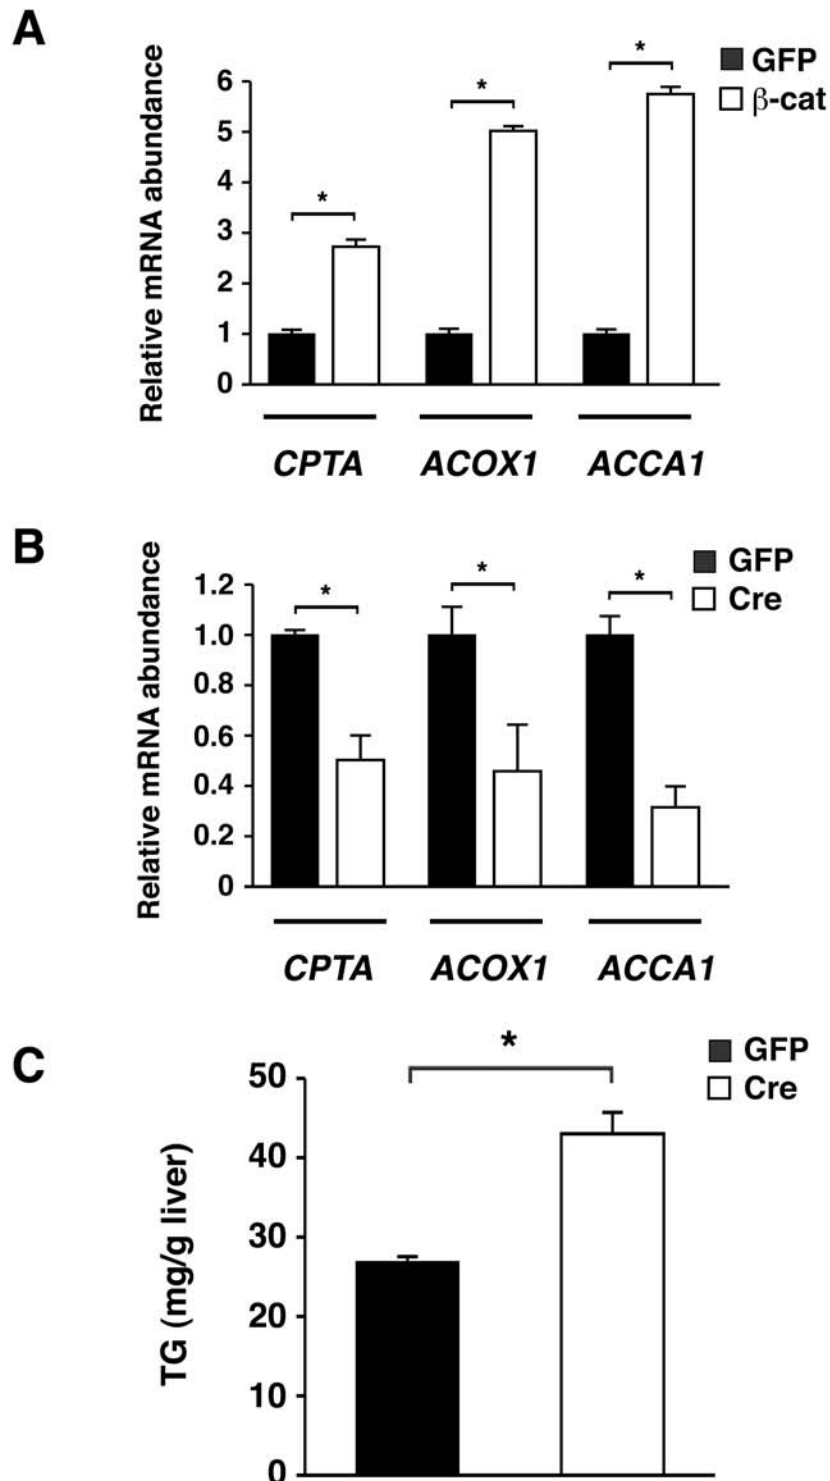 A
GFP
β-cat
Relative mRNA abundance
6
5
4
3
2
1
0
*
*
*
CPTA ACOX1 ACCA1
B
GFP
Cre
Relative mRNA abundance
1.2
1.0
0.8
0.6
0.4
0.2
0
*
*
*
CPTA ACOX1 ACCA1
C
GFP
Cre
TG (mg/g liver)
50
40
30
20
10
0
*